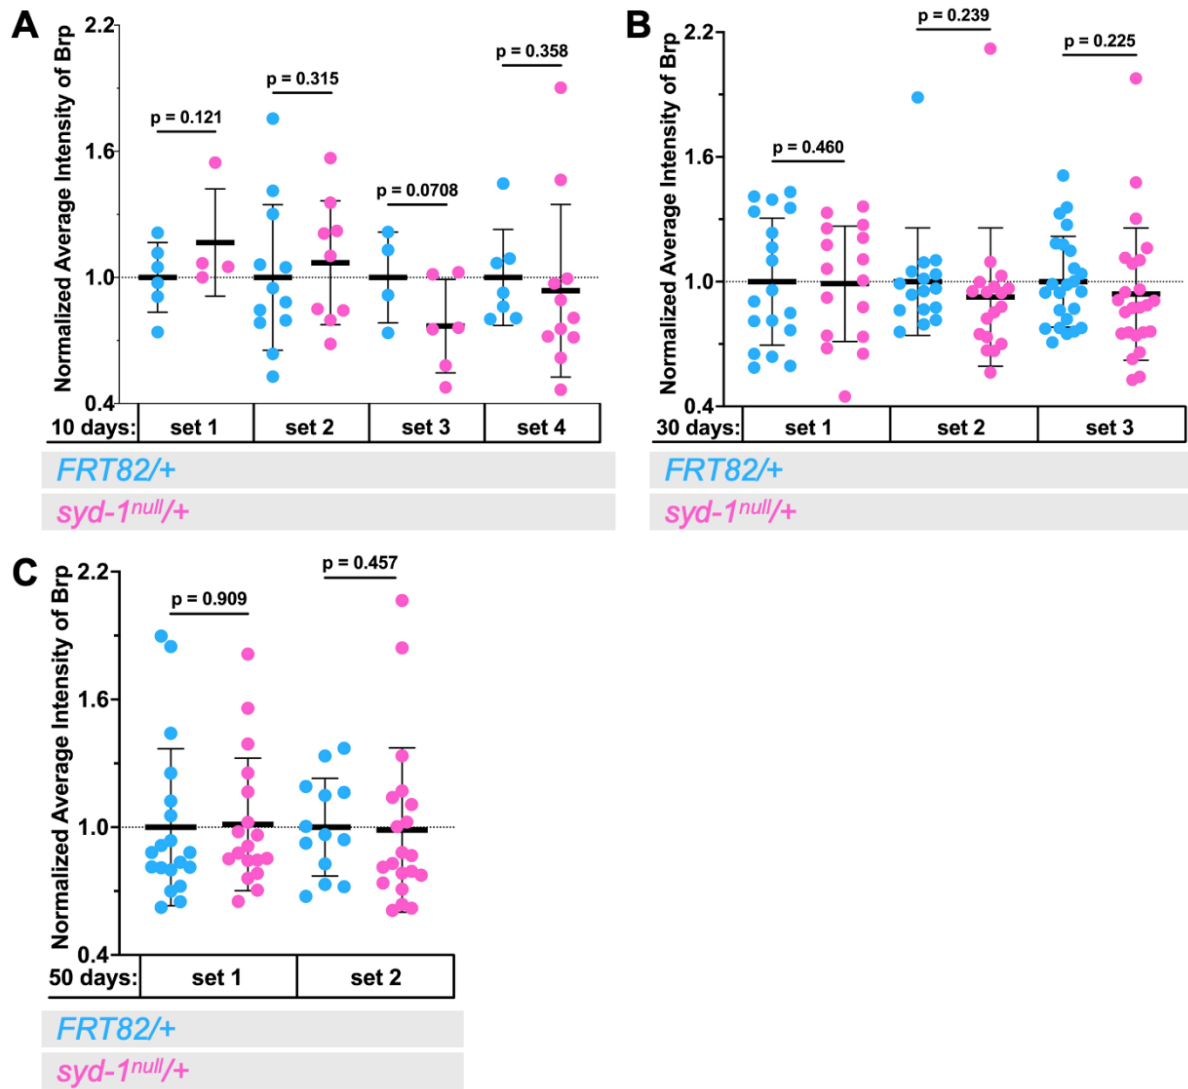 A
Normalized Average Intensity of Brp
2.2
1.6
1.0
0.4
p = 0.121
p = 0.315
p = 0.0708
p = 0.358
10 days: set 1 set 2 set 3 set 4
FRT82/+
syd-1null/+
B
Normalized Average Intensity of Brp
2.2
1.6
1.0
0.4
p = 0.460
p = 0.239
p = 0.225
30 days: set 1 set 2 set 3
FRT82/+
syd-1null/+
C
Normalized Average Intensity of Brp
2.2
1.6
1.0
0.4
p = 0.909
p = 0.457
50 days: set 1 set 2
FRT82/+
syd-1null/+